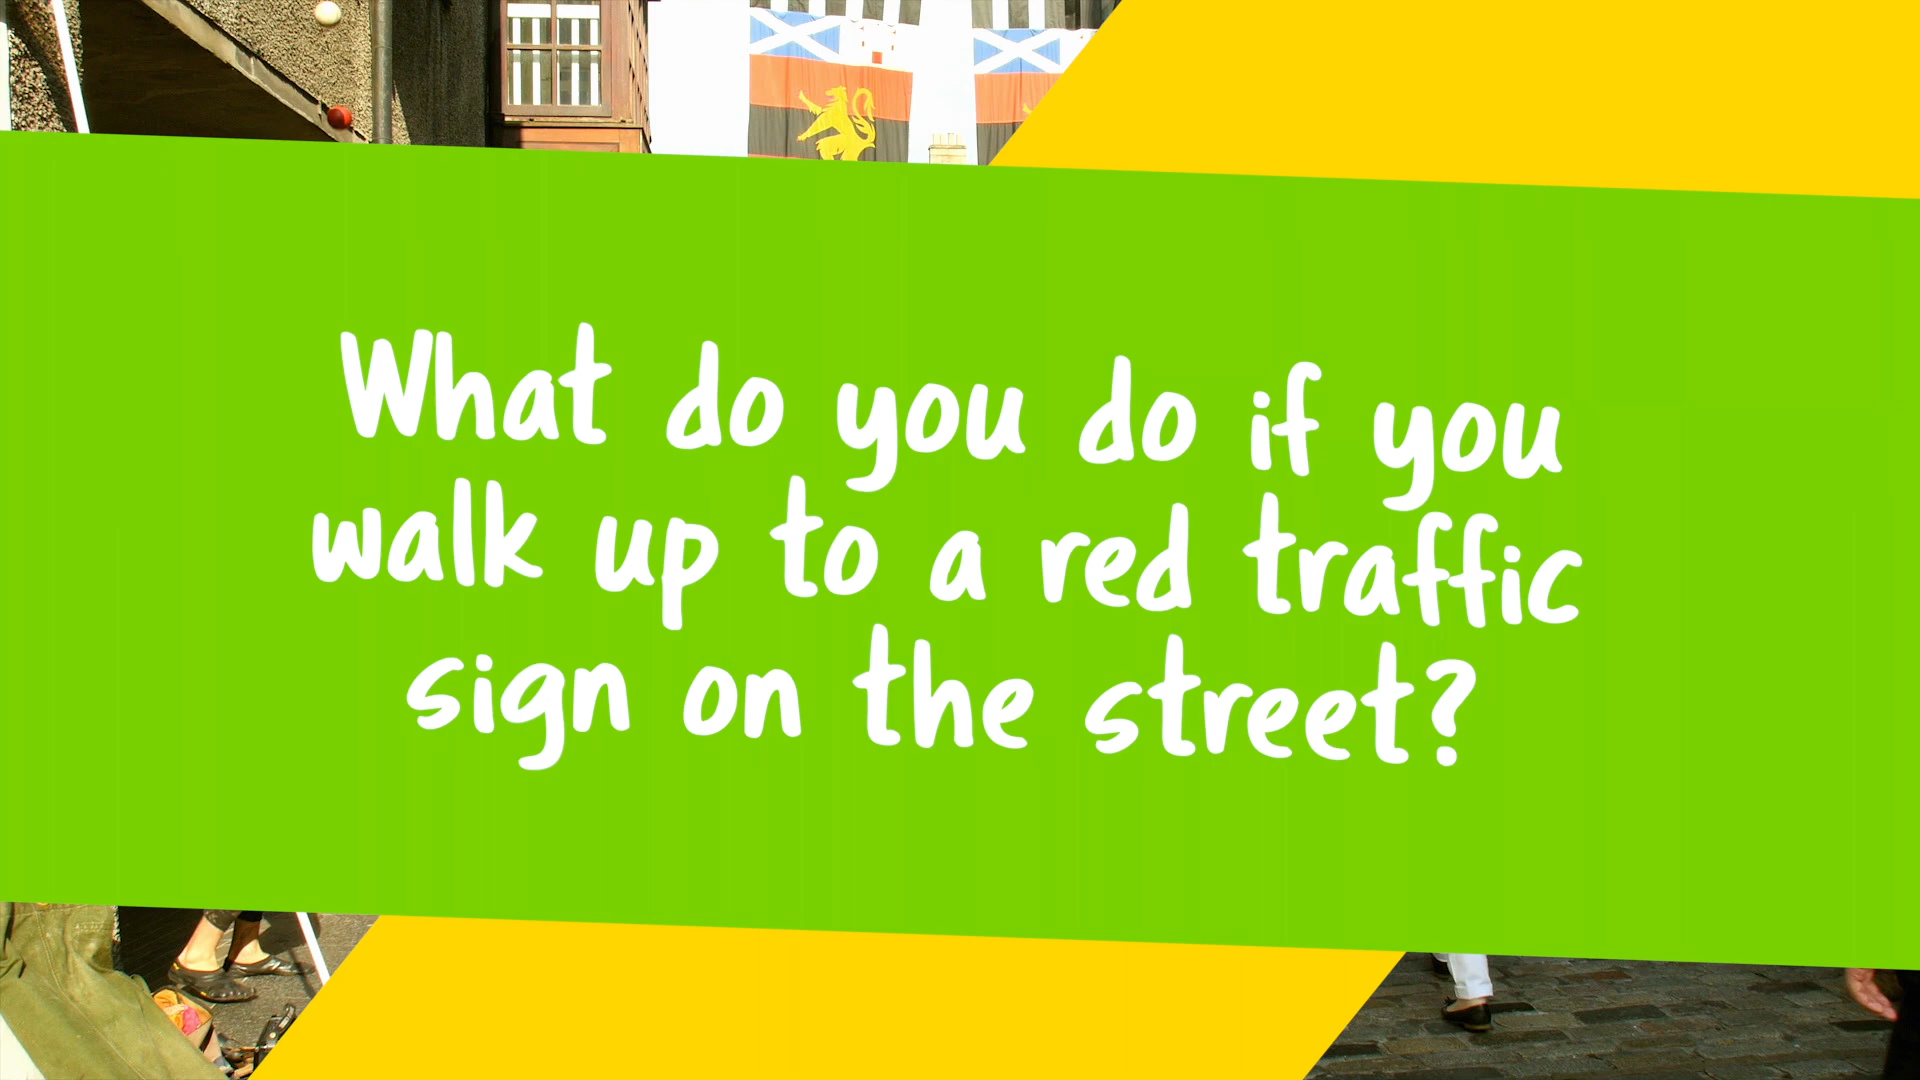 What do you do if you
walk up to a red traffic
sign on the street?